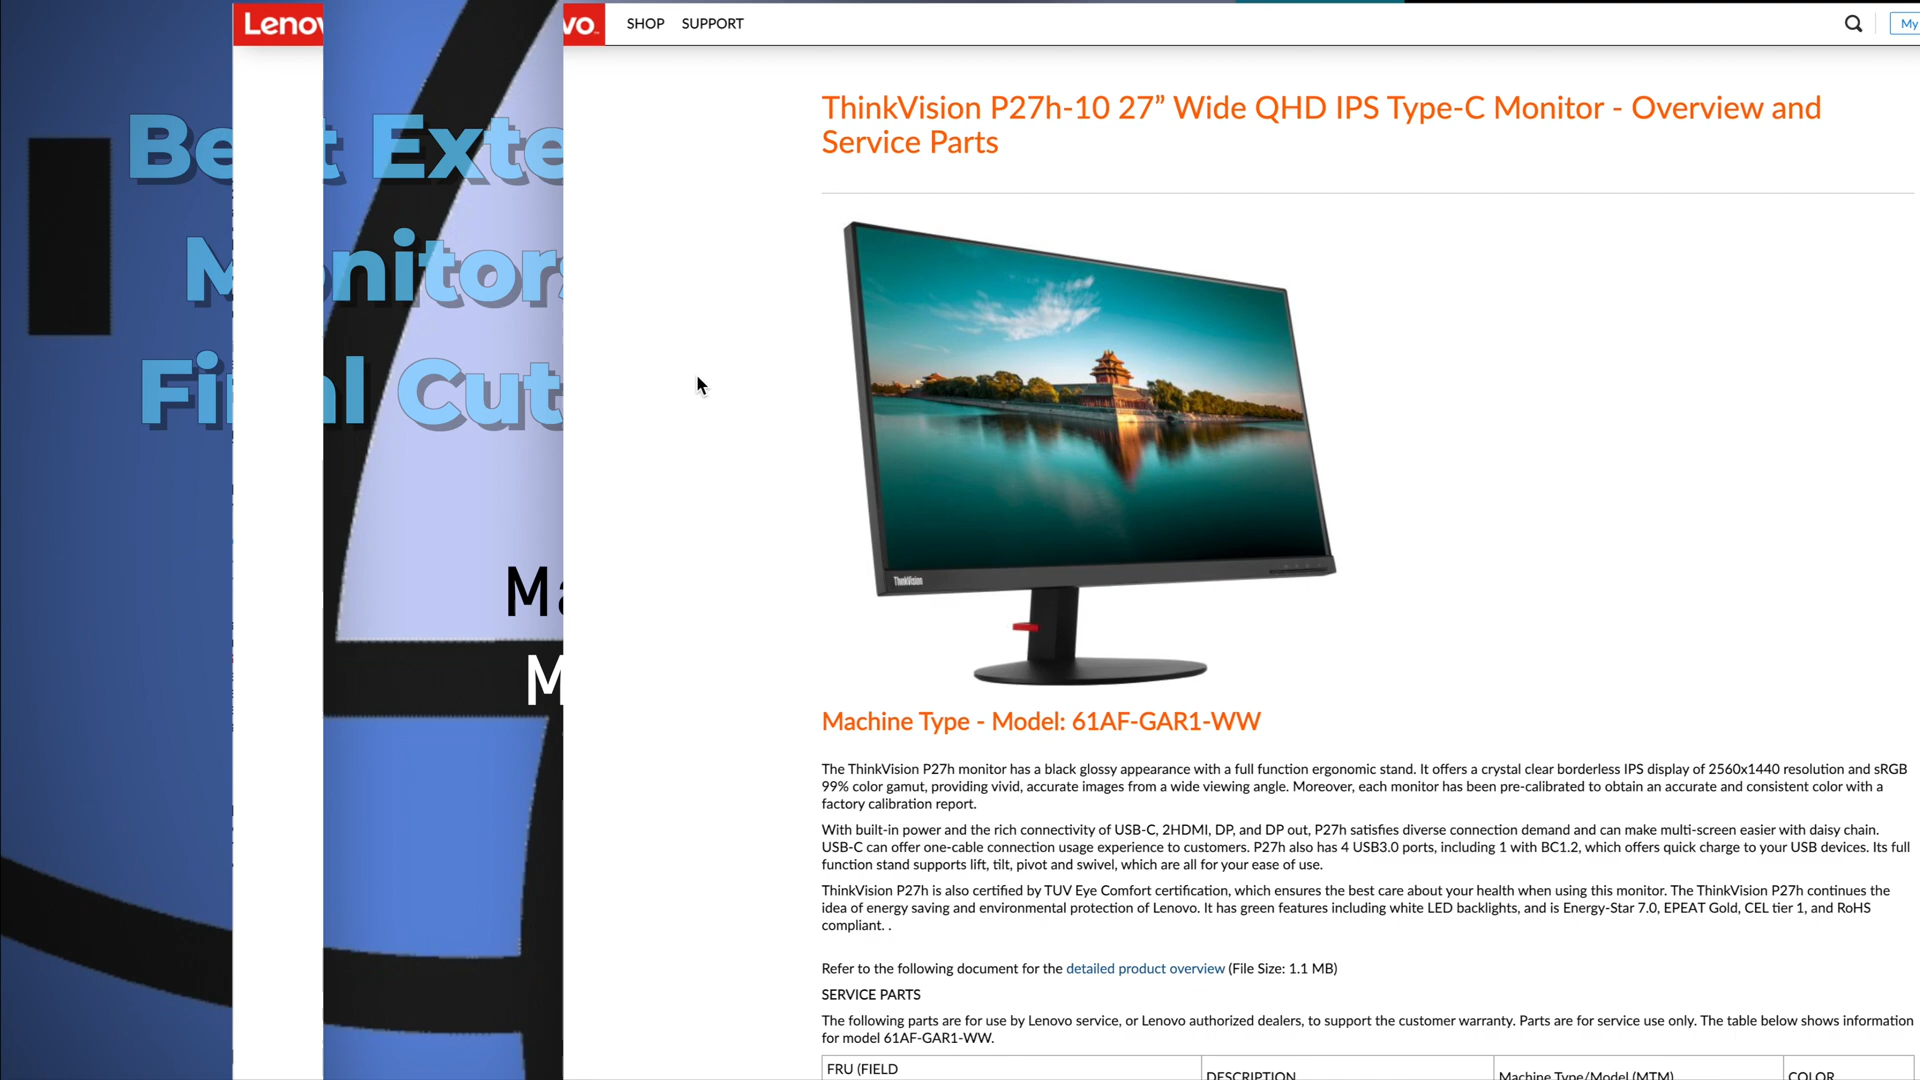 Lenov
vo
SHOP
SUPPORT
My
Be t Exte
M nitor
Fi al Cut
Ma
M
ThinkVision P27h-10 27” Wide QHD IPS Type-C Monitor - Overview and
Service Parts
ThinkVision
Machine Type - Model: 61AF-GAR1-WW
The ThinkVision P27h monitor has a black glossy appearance with a full function ergonomic stand. It offers a crystal clear borderless IPS display of 2560x1440 resolution and sRGB
99% color gamut, providing vivid, accurate images from a wide viewing angle. Moreover, each monitor has been pre-calibrated to obtain an accurate and consistent color with a
factory calibration report.
With built-in power and the rich connectivity of USB-C, 2HDMI, DP, and DP out, P27h satisfies diverse connection demand and can make multi-screen easier with daisy chain.
USB-C can offer one-cable connection usage experience to customers. P27h also has 4 USB3.0 ports, including 1 with BC1.2, which offers quick charge to your USB devices. Its full
function stand supports lift, tilt, pivot and swivel, which are all for your ease of use.
ThinkVision P27h is also certified by TUV Eye Comfort certification, which ensures the best care about your health when using this monitor. The ThinkVision P27h continues the
idea of energy saving and environmental protection of Lenovo. It has green features including white LED backlights, and is Energy-Star 7.0, EPEAT Gold, CEL tier 1, and RoHS
compliant. .
Refer to the following document for the detailed product overview (File Size: 1.1 MB)
SERVICE PARTS
The following parts are for use by Lenovo service, or Lenovo authorized dealers, to support the customer warranty. Parts are for service use only. The table below shows information
for model 61AF-GAR1-WW.
FRU (FIELD
DESCRIPTION
Machine Type/Model (MTM)
COLOR